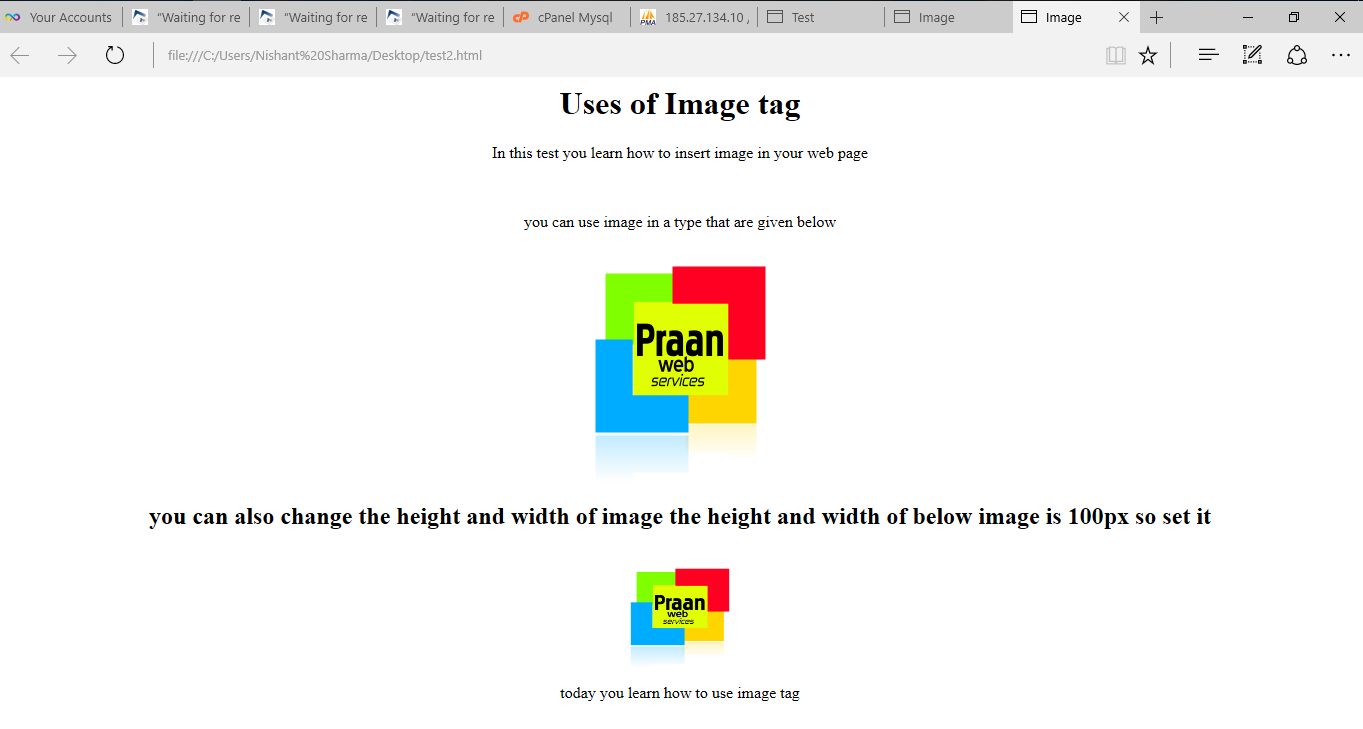 Your Accounts
"Waiting for re
"Waiting for re
"Waiting for re
cP
cPanel Mysql
PMA
185.27.134.10 /
Test
Image
Image
file:///C:/Users/Nishant%20Sharma/Desktop/test2.html
Uses of Image tag
In this test you learn how to insert image in your web page
you can use image in a type that are given below
Praan
web
services
you can also change the height and width of image the height and width of below image is 100px so set it
Praan
web
services
today you learn how to use image tag